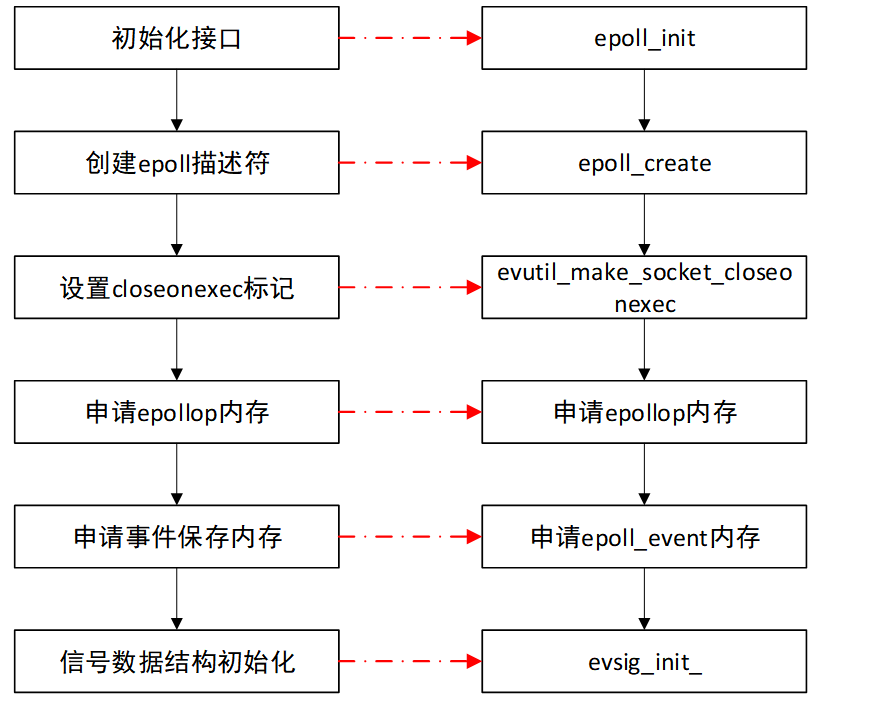 初始化接口
epoll_init
创建epoll描述符
epoll_create
设置closeonexec标记
evutil_make_socket_closeo
nexec
申请epollop内存
申请epollop内存
申请事件保存内存
申请epoll_event内存
信号数据结构初始化
evsig_init_